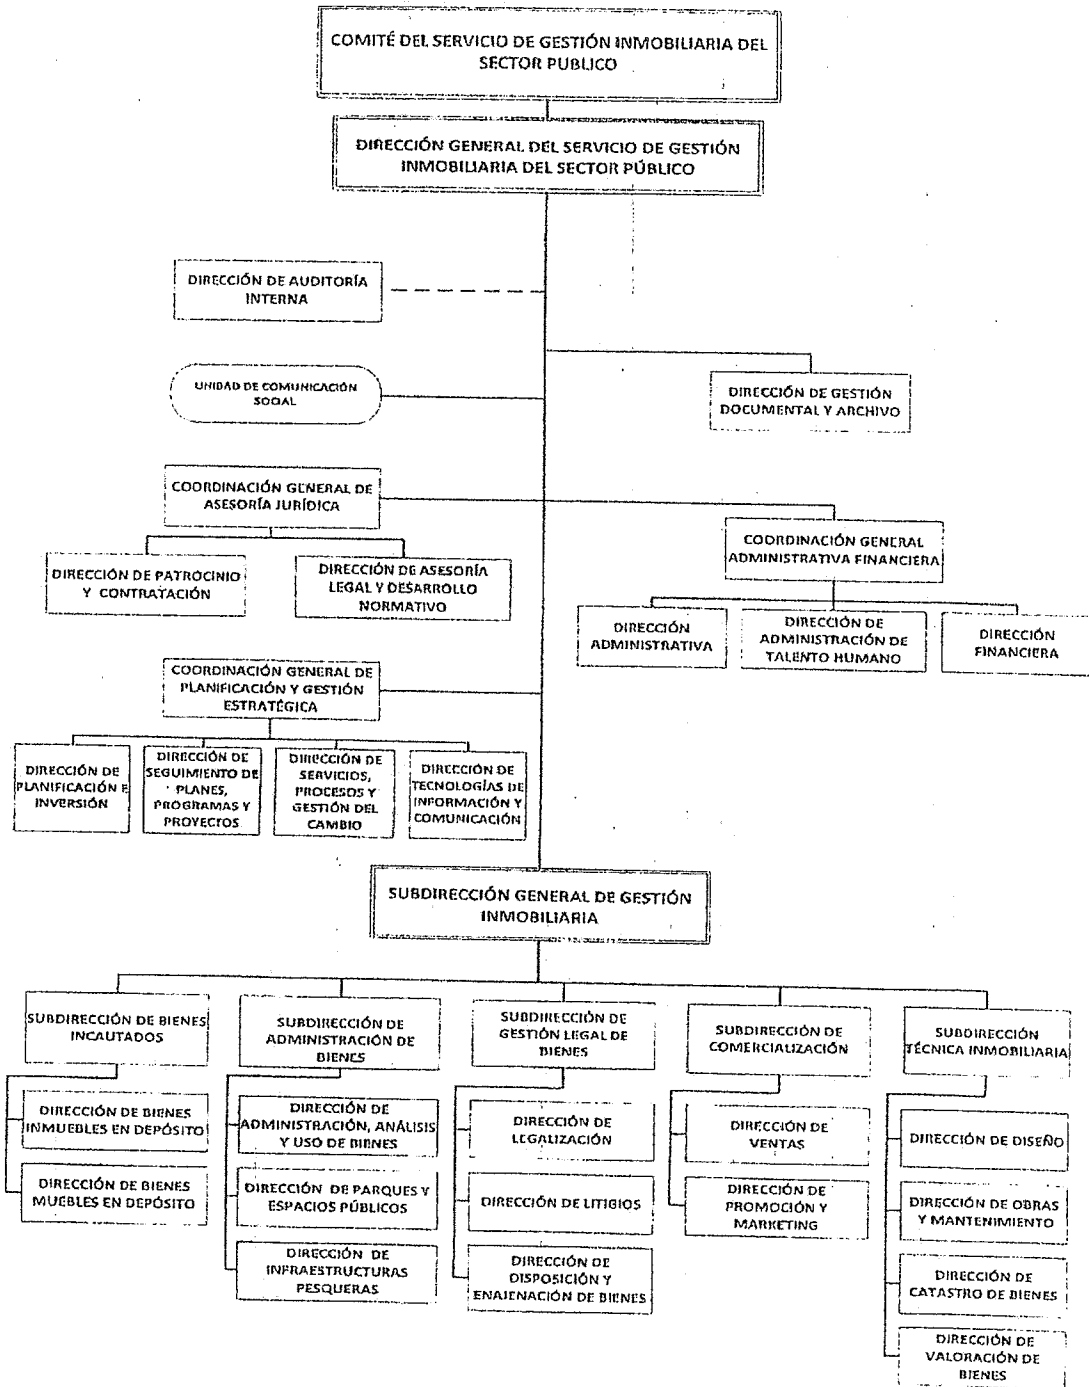 COMITÉ DEL SERVICIO DE GESTIÓN INMOBILIARIA DEL
SECTOR PUBLICO
DIRECCIÓN GENERAL DEL SERVICIO DE GESTIÓN
INMOBILIARIA DEL SECTOR PÚBLICO
DIRECCIÓN DE AUDITORÍA
INTERNA
UNIDAD DE COMUNICACIÓN
SOCIAL
DIRECCIÓN DE GESTIÓN
DOCUMENTAL Y ARCHIVO
COORDINACIÓN GENERAL DE
ASESORÍA JURÍDICA
DIRECCIÓN DE PATROCINIO
Y CONTRATACIÓN
DIRECCIÓN DE ASESORÍA
LEGAL Y DESARROLLO
NORMATIVO
COORDINACIÓN GENERAL
ADMINISTRATIVA FINANCIERA
DIRECCIÓN
ADMINISTRATIVA
DIRECCIÓN DE
ADMINISTRACIÓN DE
TALENTO HUMANO
DIRECCIÓN
FINANCIERA
COORDINACIÓN GENERAL DE
PLANIFICACIÓN Y GESTIÓN
ESTRATÉGICA
DIRECCIÓN DE
PLANIFICACIÓN E
INVERSIÓN
DIRECCIÓN DE
SEGUIMIENTO DE
PLANES,
PROGRAMAS Y
PROYECTOS
DIRECCIÓN DE
SERVICIOS,
PROCESOS Y
GESTIÓN DEL
CAMBIO
DIRECCIÓN DE
TECNOLOGÍAS DE
INFORMACIÓN Y
COMUNICACIÓN
SUBDIRECCIÓN GENERAL DE GESTIÓN
INMOBILIARIA
SUBDIRECCIÓN DE BIENES
INCAUTADOS
DIRECCIÓN DE BIENES
INMUEBLES EN DEPÓSITO
DIRECCIÓN DE BIENES
MUEBLES EN DEPÓSITO
SUBDIRECCIÓN DE
ADMINISTRACIÓN DE
BIENES
DIRECCIÓN DE
ADMINISTRACIÓN, ANÁLISIS
Y USO DE BIENES
DIRECCIÓN DE PARQUES Y
ESPACIOS PÚBLICOS
DIRECCIÓN DE
INFRAESTRUCTURAS
PESQUERAS
SUBDIRECCIÓN DE
GESTIÓN LEGAL DE
BIENES
DIRECCIÓN DE
LEGALIZACIÓN
DIRECCIÓN DE LITIGIOS
DIRECCIÓN DE
DISPOSICIÓN Y
ENAJENACIÓN DE BIENES
SUBDIRECCIÓN DE
COMERCIALIZACIÓN
DIRECCIÓN DE
VENTAS
DIRECCIÓN DE
PROMOCIÓN Y
MARKETING
SUBDIRECCIÓN
TÉCNICA INMOBILIARIA
DIRECCIÓN DE DISEÑO
DIRECCIÓN DE OBRAS
Y MANTENIMIENTO
DIRECCIÓN DE
CATASTRO DE BIENES
DIRECCIÓN DE
VALORACIÓN DE
BIENES